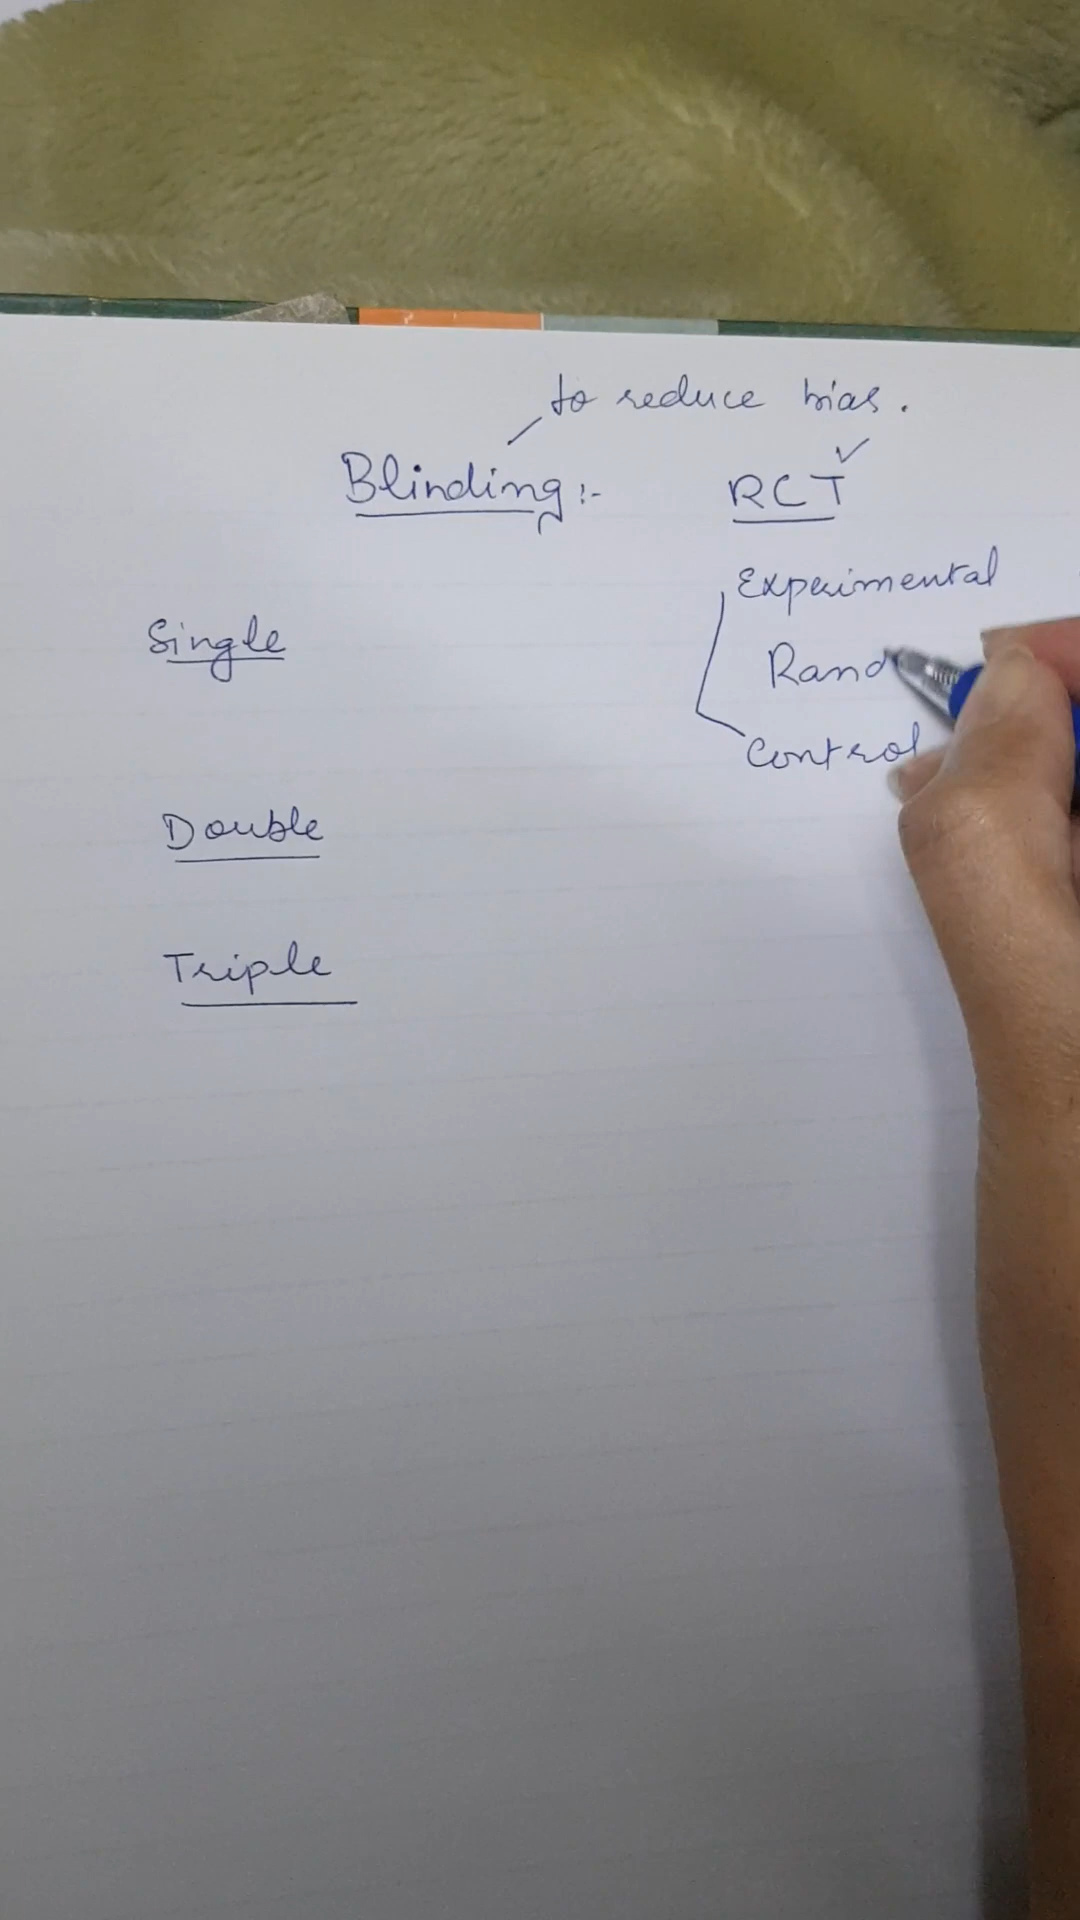 to reduce bias.
Blinding :-
RCT ✓
Experimental
Single
Rand
Control
Double
Triple